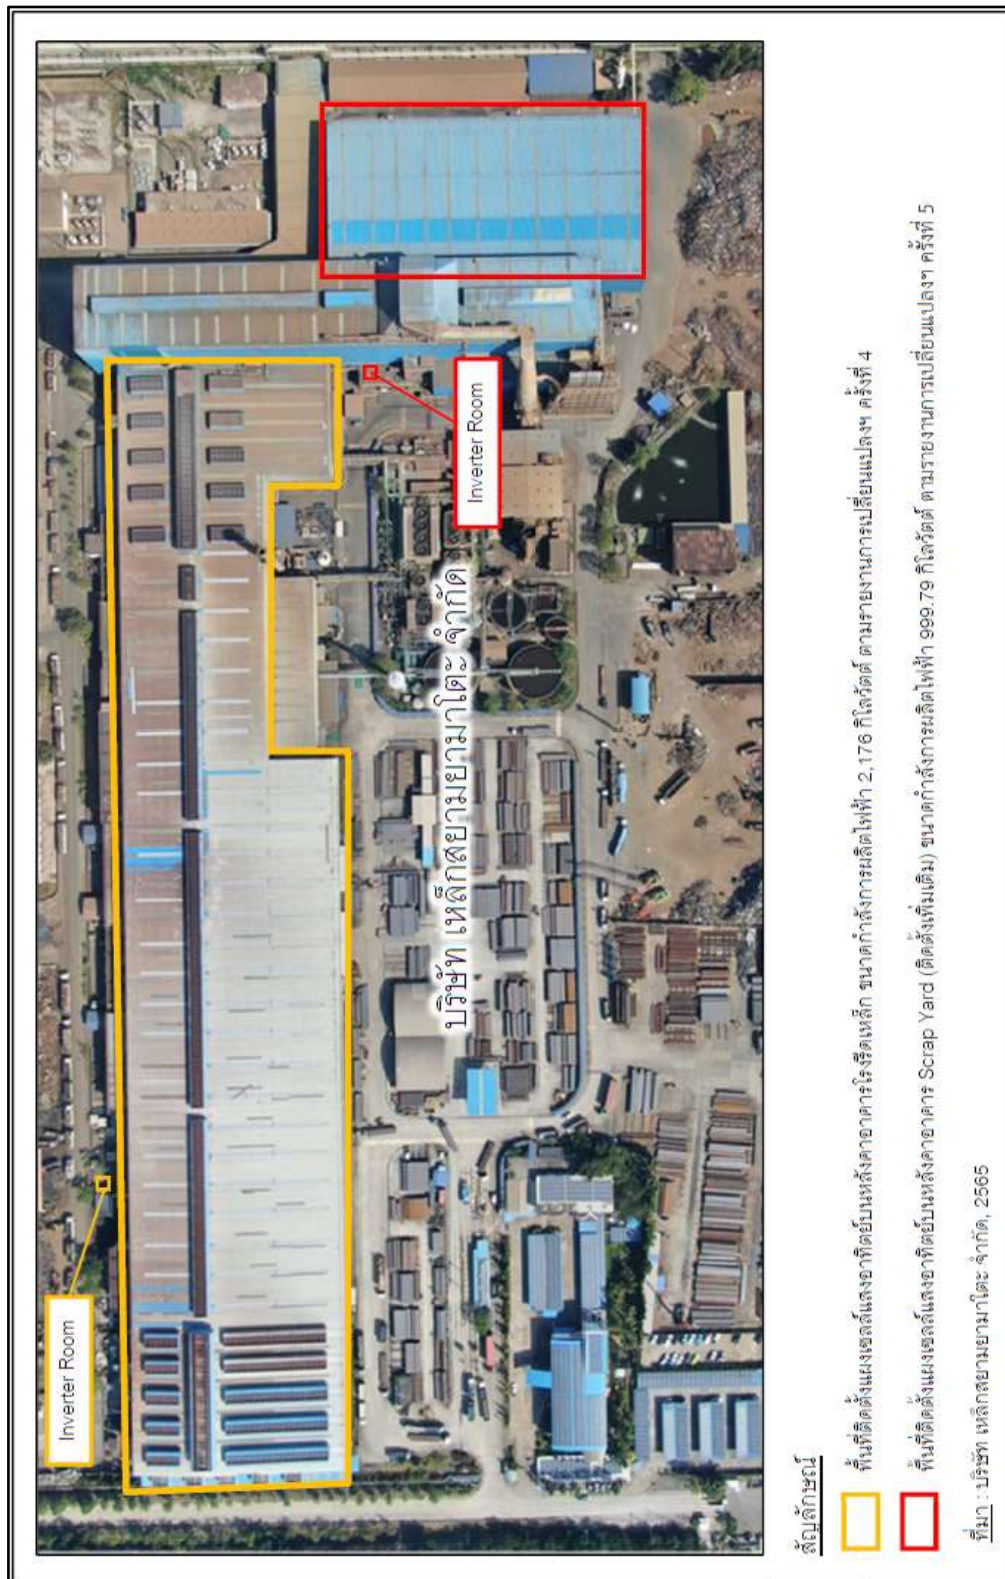 Inverter Room
Inverter Room
บริษัท เหล็กสยามยามาโตะ จำกัด
สัญลักษณ์
พื้นที่ติดตั้งแผงเซลล์แสงอาทิตย์บนหลังคาอาคารโรงรีดเหล็ก ขนาดกำลังการผลิตไฟฟ้า 2,176 กิโลวัตต์ ตามรายงานการเปลี่ยนแปลงฯ ครั้งที่ 4
พื้นที่ติดตั้งแผงเซลล์แสงอาทิตย์บนหลังคาอาคาร Scrap Yard (ติดตั้งเพิ่มเติม) ขนาดกำลังการผลิตไฟฟ้า 999.79 กิโลวัตต์ ตามรายงานการเปลี่ยนแปลงฯ ครั้งที่ 5
ที่มา : บริษัท เหล็กสยามยามาโตะ จำกัด, 2565